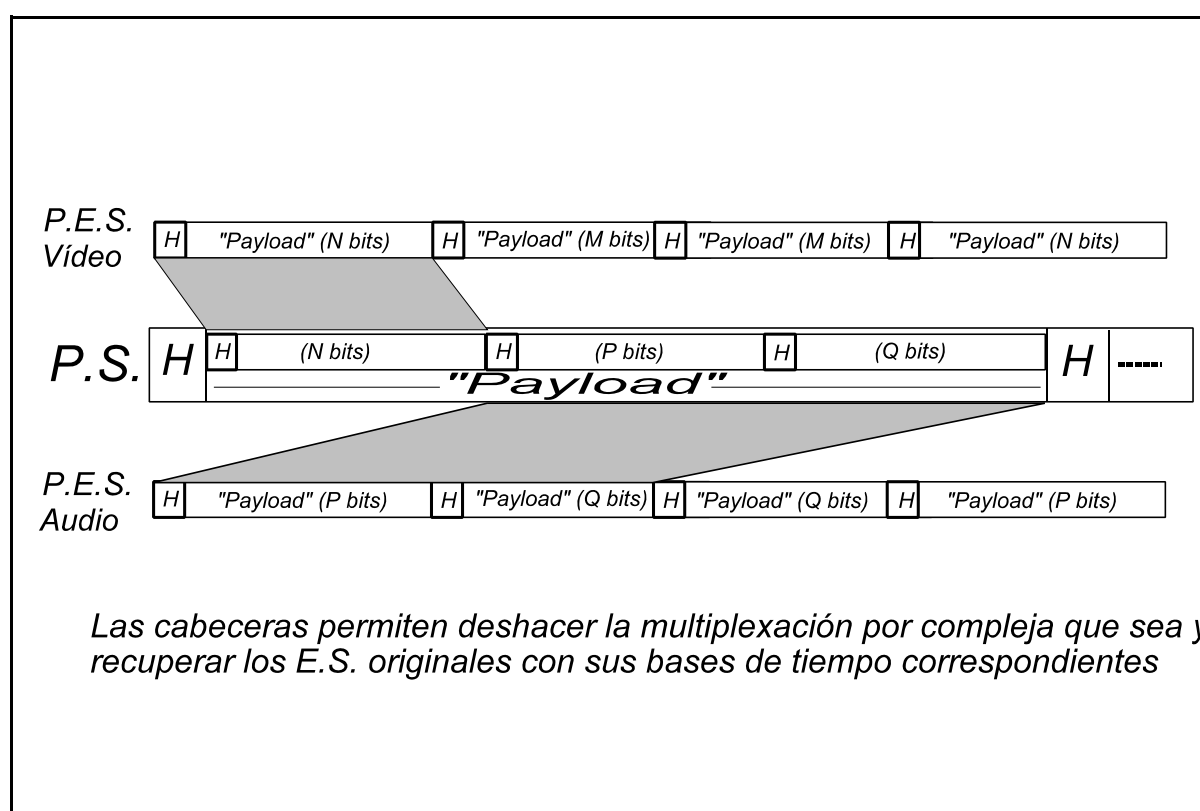 P.E.S.
Vídeo
H "Payload" (N bits) H "Payload" (M bits) H "Payload" (M bits) H "Payload" (N bits)
P.S. H H (N bits) H (P bits) H (Q bits) H
"Payload"
P.E.S.
Audio
H "Payload" (P bits) H "Payload" (Q bits) H "Payload" (Q bits) H "Payload" (P bits)
Las cabeceras permiten deshacer la multiplexación por compleja que sea y
recuperar los E.S. originales con sus bases de tiempo correspondientes